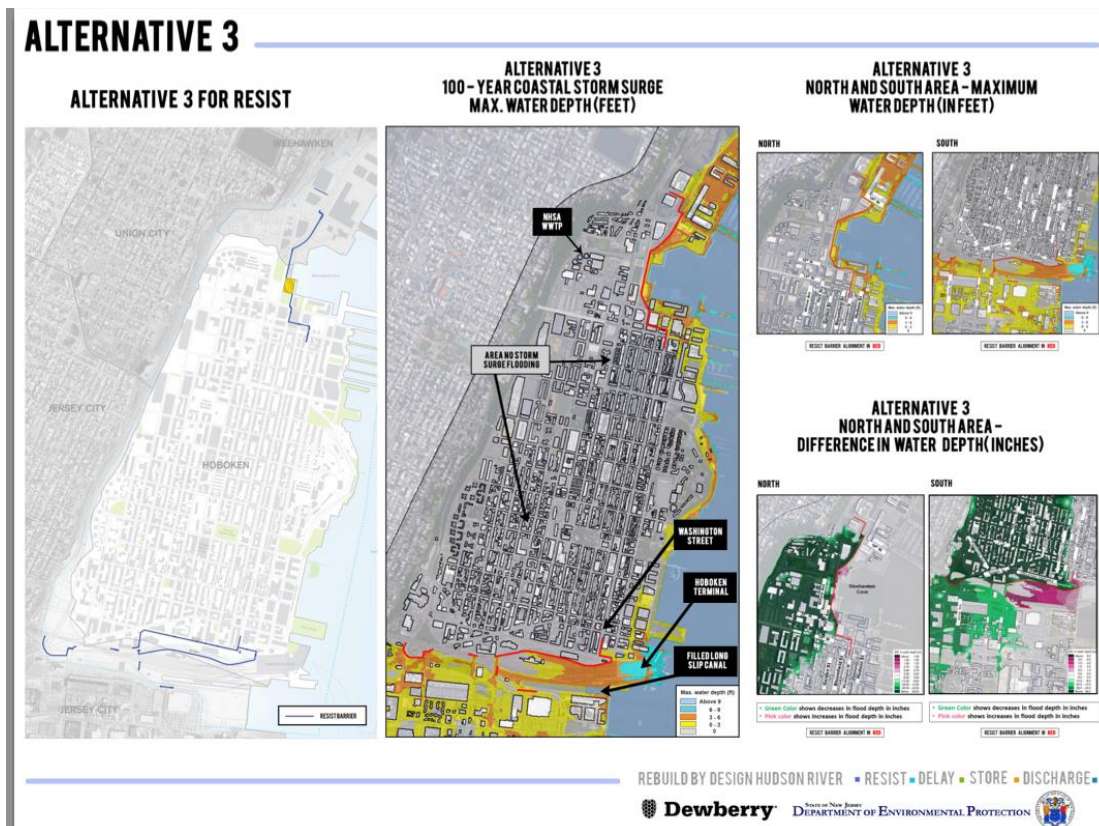 ALTERNATIVE 3
ALTERNATIVE 3 FOR RESIST
WEEHAWKEN
UNION CITY
JERSEY CITY
HOBOKEN
JERSEY CITY
RESIST BARRIER
ALTERNATIVE 3
100 - YEAR COASTAL STORM SURGE
MAX. WATER DEPTH (FEET)
NHSA
WWTP
AREA NO STORM
SURGE FLOODING
WASHINGTON
STREET
HOBOKEN
TERMINAL
FILLED LONG
SLIP CANAL
Max. water depth (ft)
Above 9
6 - 9
3 - 6
0 - 3
0
ALTERNATIVE 3
NORTH AND SOUTH AREA - MAXIMUM
WATER DEPTH (IN FEET)
NORTH
SOUTH
RESIST BARRIER ALIGNMENT IN RED
RESIST BARRIER ALIGNMENT IN RED
ALTERNATIVE 3
NORTH AND SOUTH AREA -
DIFFERENCE IN WATER DEPTH (INCHES)
NORTH
SOUTH
Weehawken
Cove
Green Color shows decreases in flood depth in inches
Pink color shows increases in flood depth in inches
Green Color shows decreases in flood depth in inches
Pink color shows increases in flood depth in inches
RESIST BARRIER ALIGNMENT IN RED
RESIST BARRIER ALIGNMENT IN RED
REBUILD BY DESIGN HUDSON RIVER RESIST DELAY STORE DISCHARGE
Dewberry
STATE OF NEW JERSEY
DEPARTMENT OF ENVIRONMENTAL PROTECTION